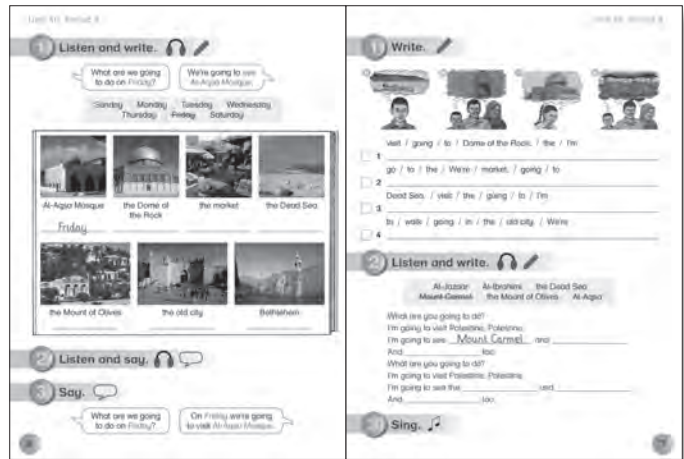 1 Listen and write.
What are we going to do on Friday?
We're going to see Al-Aqsa Mosque.
Sunday Monday Tuesday Wednesday
Thursday Friday Saturday
Al-Aqsa Mosque the Dome of the Rock the market the Dead Sea
Friday
the Mount of Olives the old city Bethlehem
2 Listen and say.
3 Say.
What are we going to do on Friday?
On Friday we're going to visit Al-Aqsa Mosque.
1 Write.
visit / going / to / Dome of the Rock. / the / I'm
1
go / to / the / We're / market. / going / to
2
Dead Sea. / visit / the / going / to / I'm
3
to / walk / going / in / the / old city. / We're
4
2 Listen and write.
Al-Jazzar Al-Ibrahimi the Dead Sea
Mount Carmel the Mount of Olives Al-Aqsa
What are you going to do?
I'm going to visit Palestine, Palestine.
I'm going to see Mount Carmel and
And too.
What are you going to do?
I'm going to visit Palestine, Palestine.
I'm going to see the and
And too.
3 Sing.